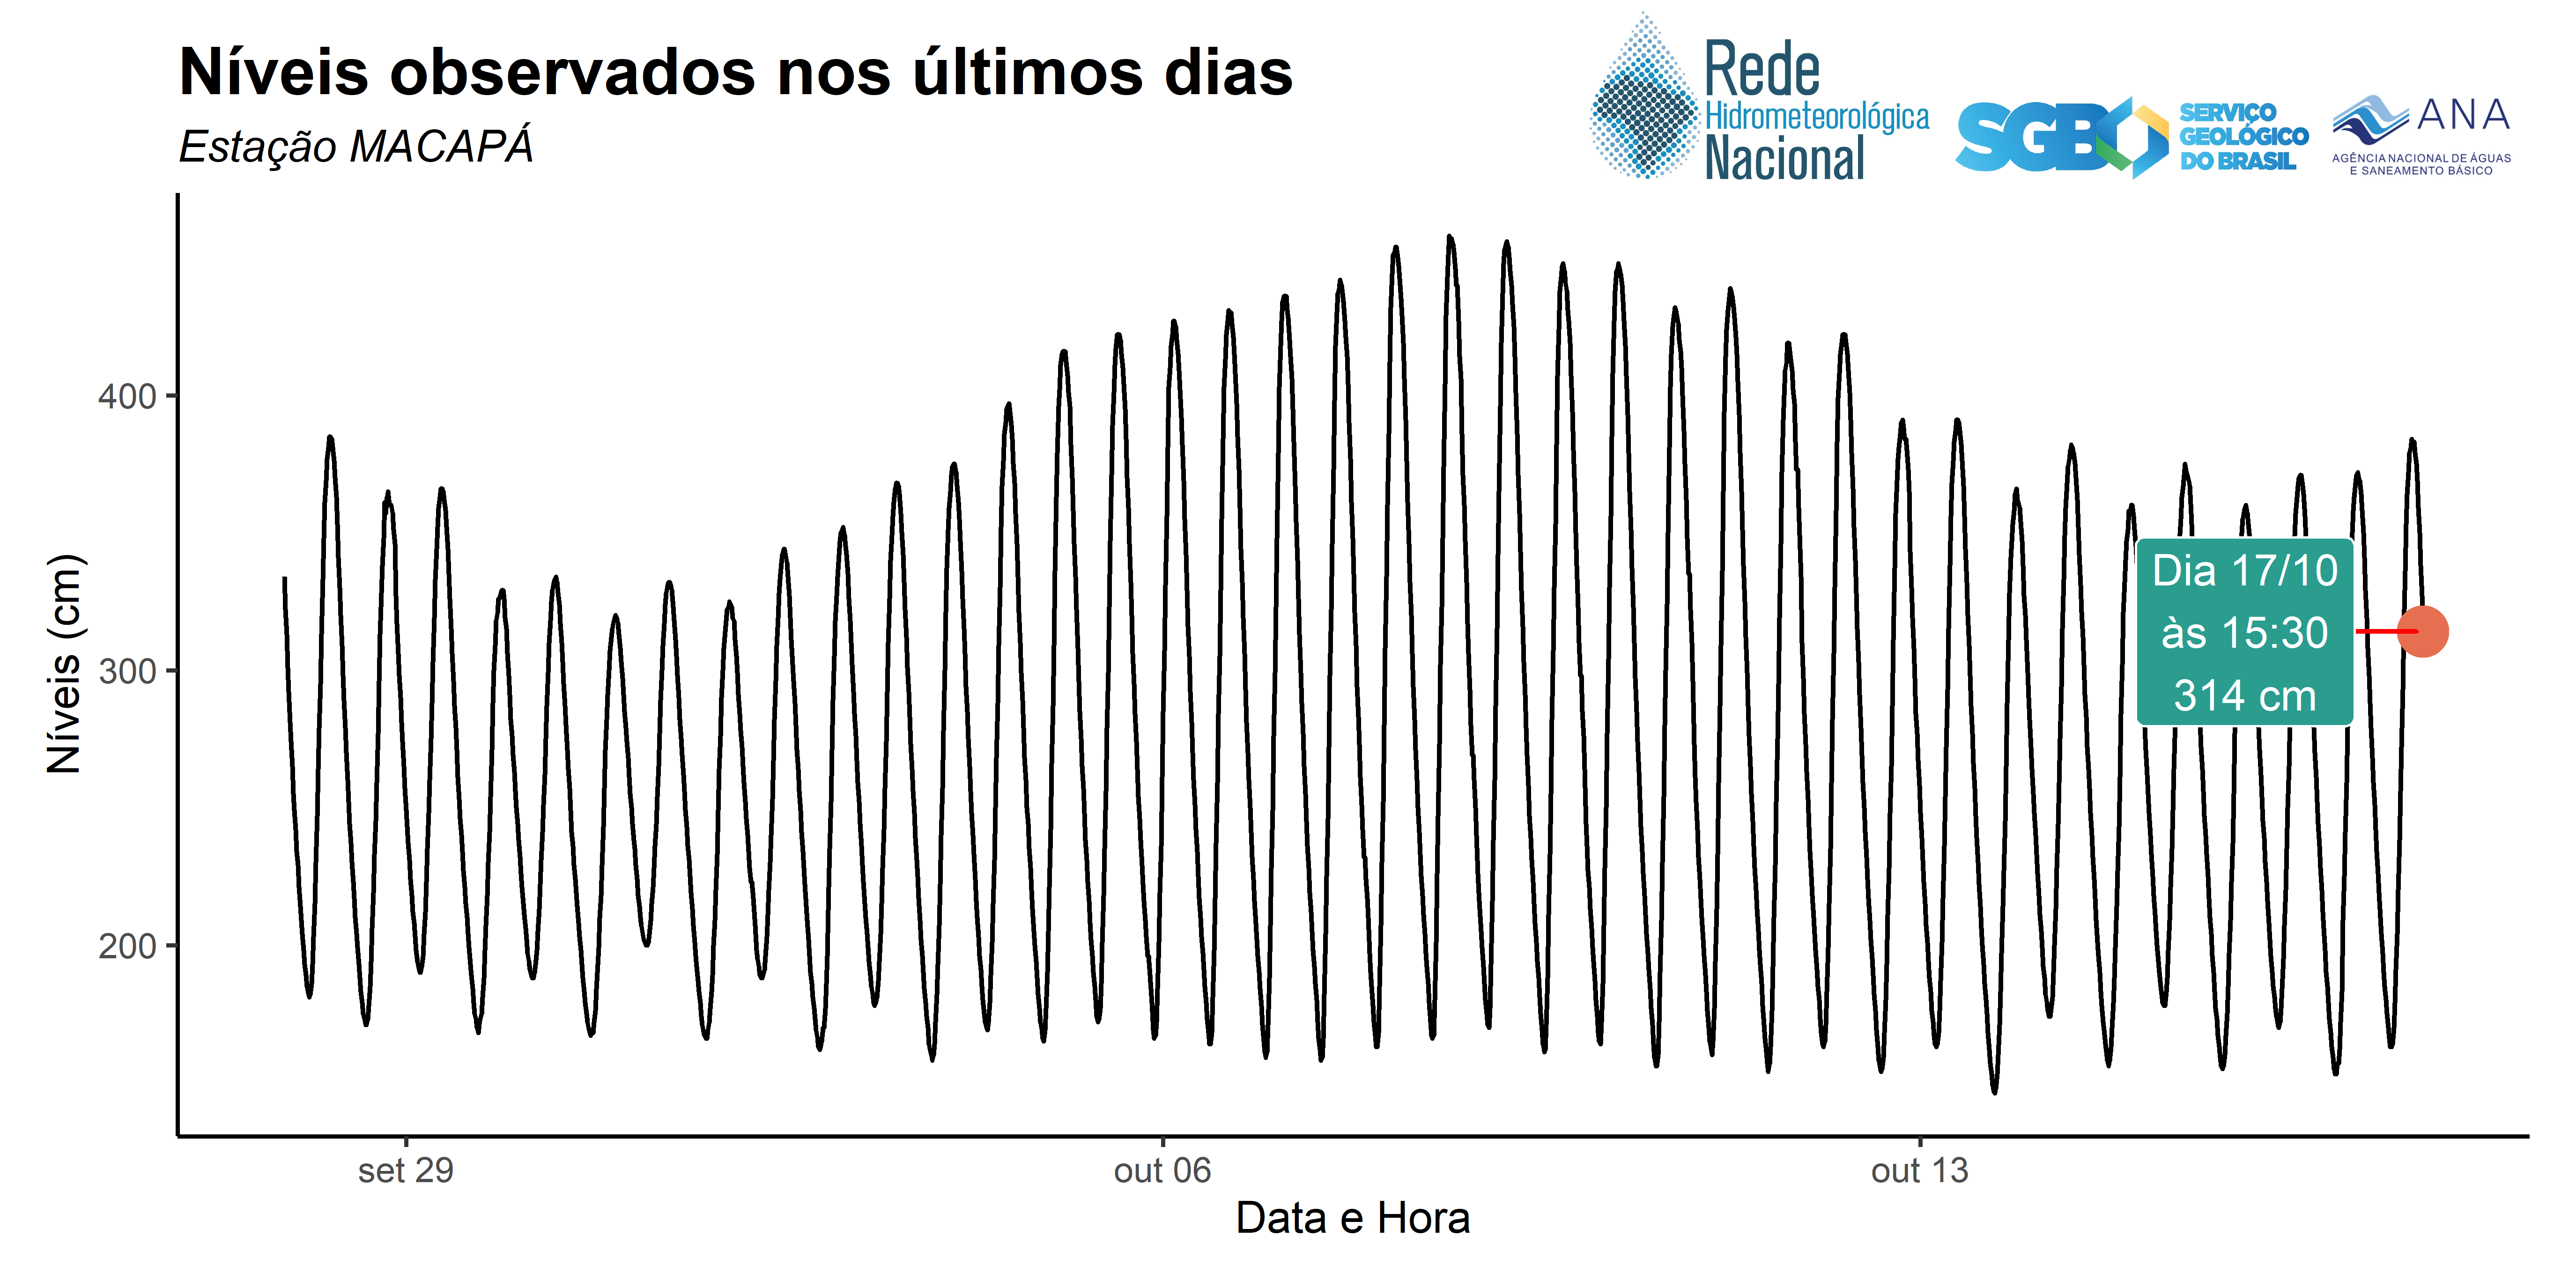 Níveis observados nos últimos dias
Estação MACAPÁ
Rede
Hidrometeorológica
Nacional
SGB
SERVIÇO
GEOLÓGICO
DO BRASIL
ANA
AGÊNCIA NACIONAL DE ÁGUAS
E SANEAMENTO BÁSICO
Níveis (cm)
400
300
200
Dia 17/10
às 15:30
314 cm
set 29
out 06
out 13
Data e Hora